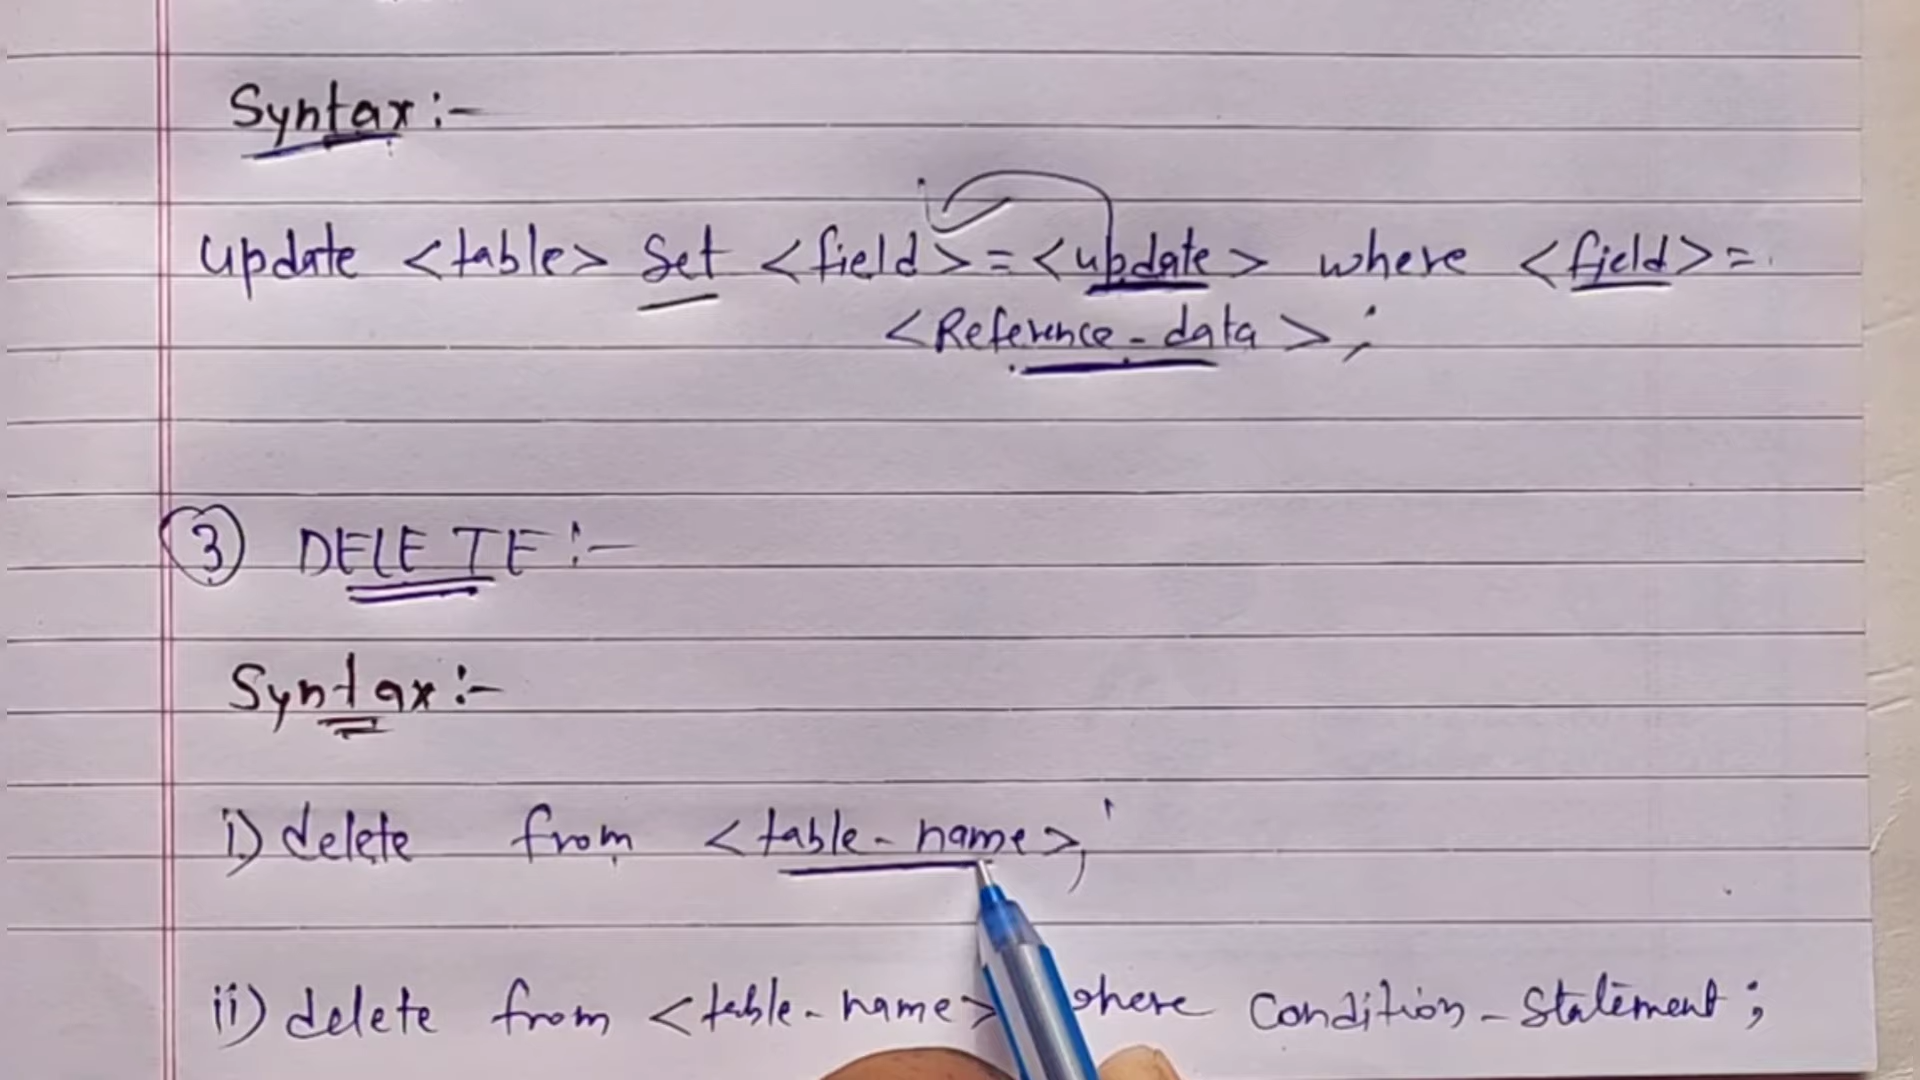 Syntax:-
update <table> set <field>=<update> where <field>=
<Reference-data>;
3 DELETE:-
Syntax:-
i) delete from <table-name>;
ii) delete from <table-name> where Condition-Statement;